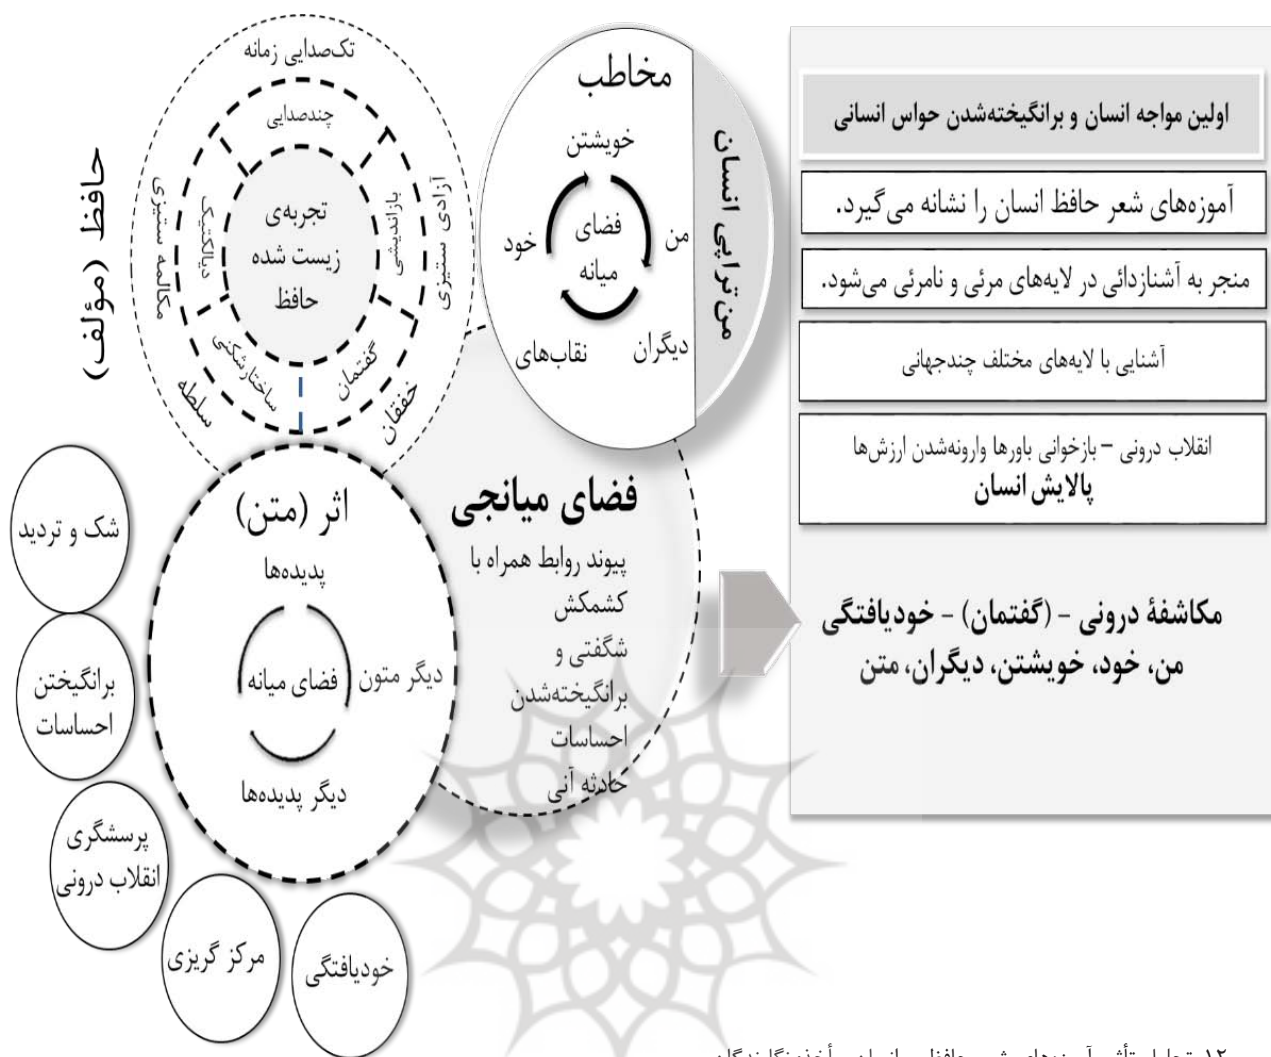 تک‌صدایی زمانه
چندصدایی
آزادی ستیزی
بازاندیشی
دیالکتیک
مکالمه ستیزی
تجربه‌ی
زیست شده
حافظ
ساختارشکنی
گفتمان
سلطه
خفقان
حافظ (مؤلف)
مخاطب
خویشتن
من
فضای
میانه
خود
دیگران
نقاب‌های
من‌تراپی انسان
اولین مواجه انسان و برانگیخته‌شدن حواس انسانی
آموزه‌های شعر حافظ انسان را نشانه می‌گیرد.
منجر به آشنازدائی در لایه‌های مرئی و نامرئی می‌شود.
آشنایی با لایه‌های مختلف چندجهانی
انقلاب درونی – بازخوانی باورها وارونه‌شدن ارزش‌ها
پالایش انسان
مکاشفهٔ درونی – (گفتمان) – خودیافتگی
من، خود، خویشتن، دیگران، متن
فضای میانجی
پیوند روابط همراه با
کشمکش
شگفتی و
برانگیخته‌شدن
احساسات
حادثه آنی
اثر (متن)
پدیده‌ها
دیگر متون
فضای میانه
دیگر پدیده‌ها
شک و تردید
برانگیختن
احساسات
پرسشگری
انقلاب درونی
مرکز گریزی
خودیافتگی